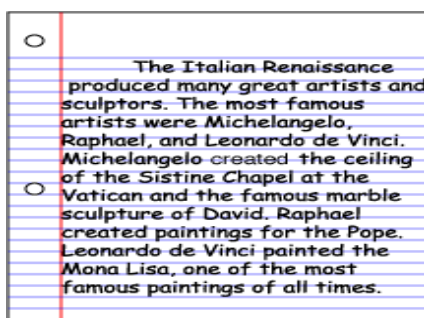 The Italian Renaissance
produced many great artists and
sculptors. The most famous
artists were Michelangelo,
Raphael, and Leonardo de Vinci.
Michelangelo created the ceiling
of the Sistine Chapel at the
Vatican and the famous marble
sculpture of David. Raphael
created paintings for the Pope.
Leonardo de Vinci painted the
Mona Lisa, one of the most
famous paintings of all times.